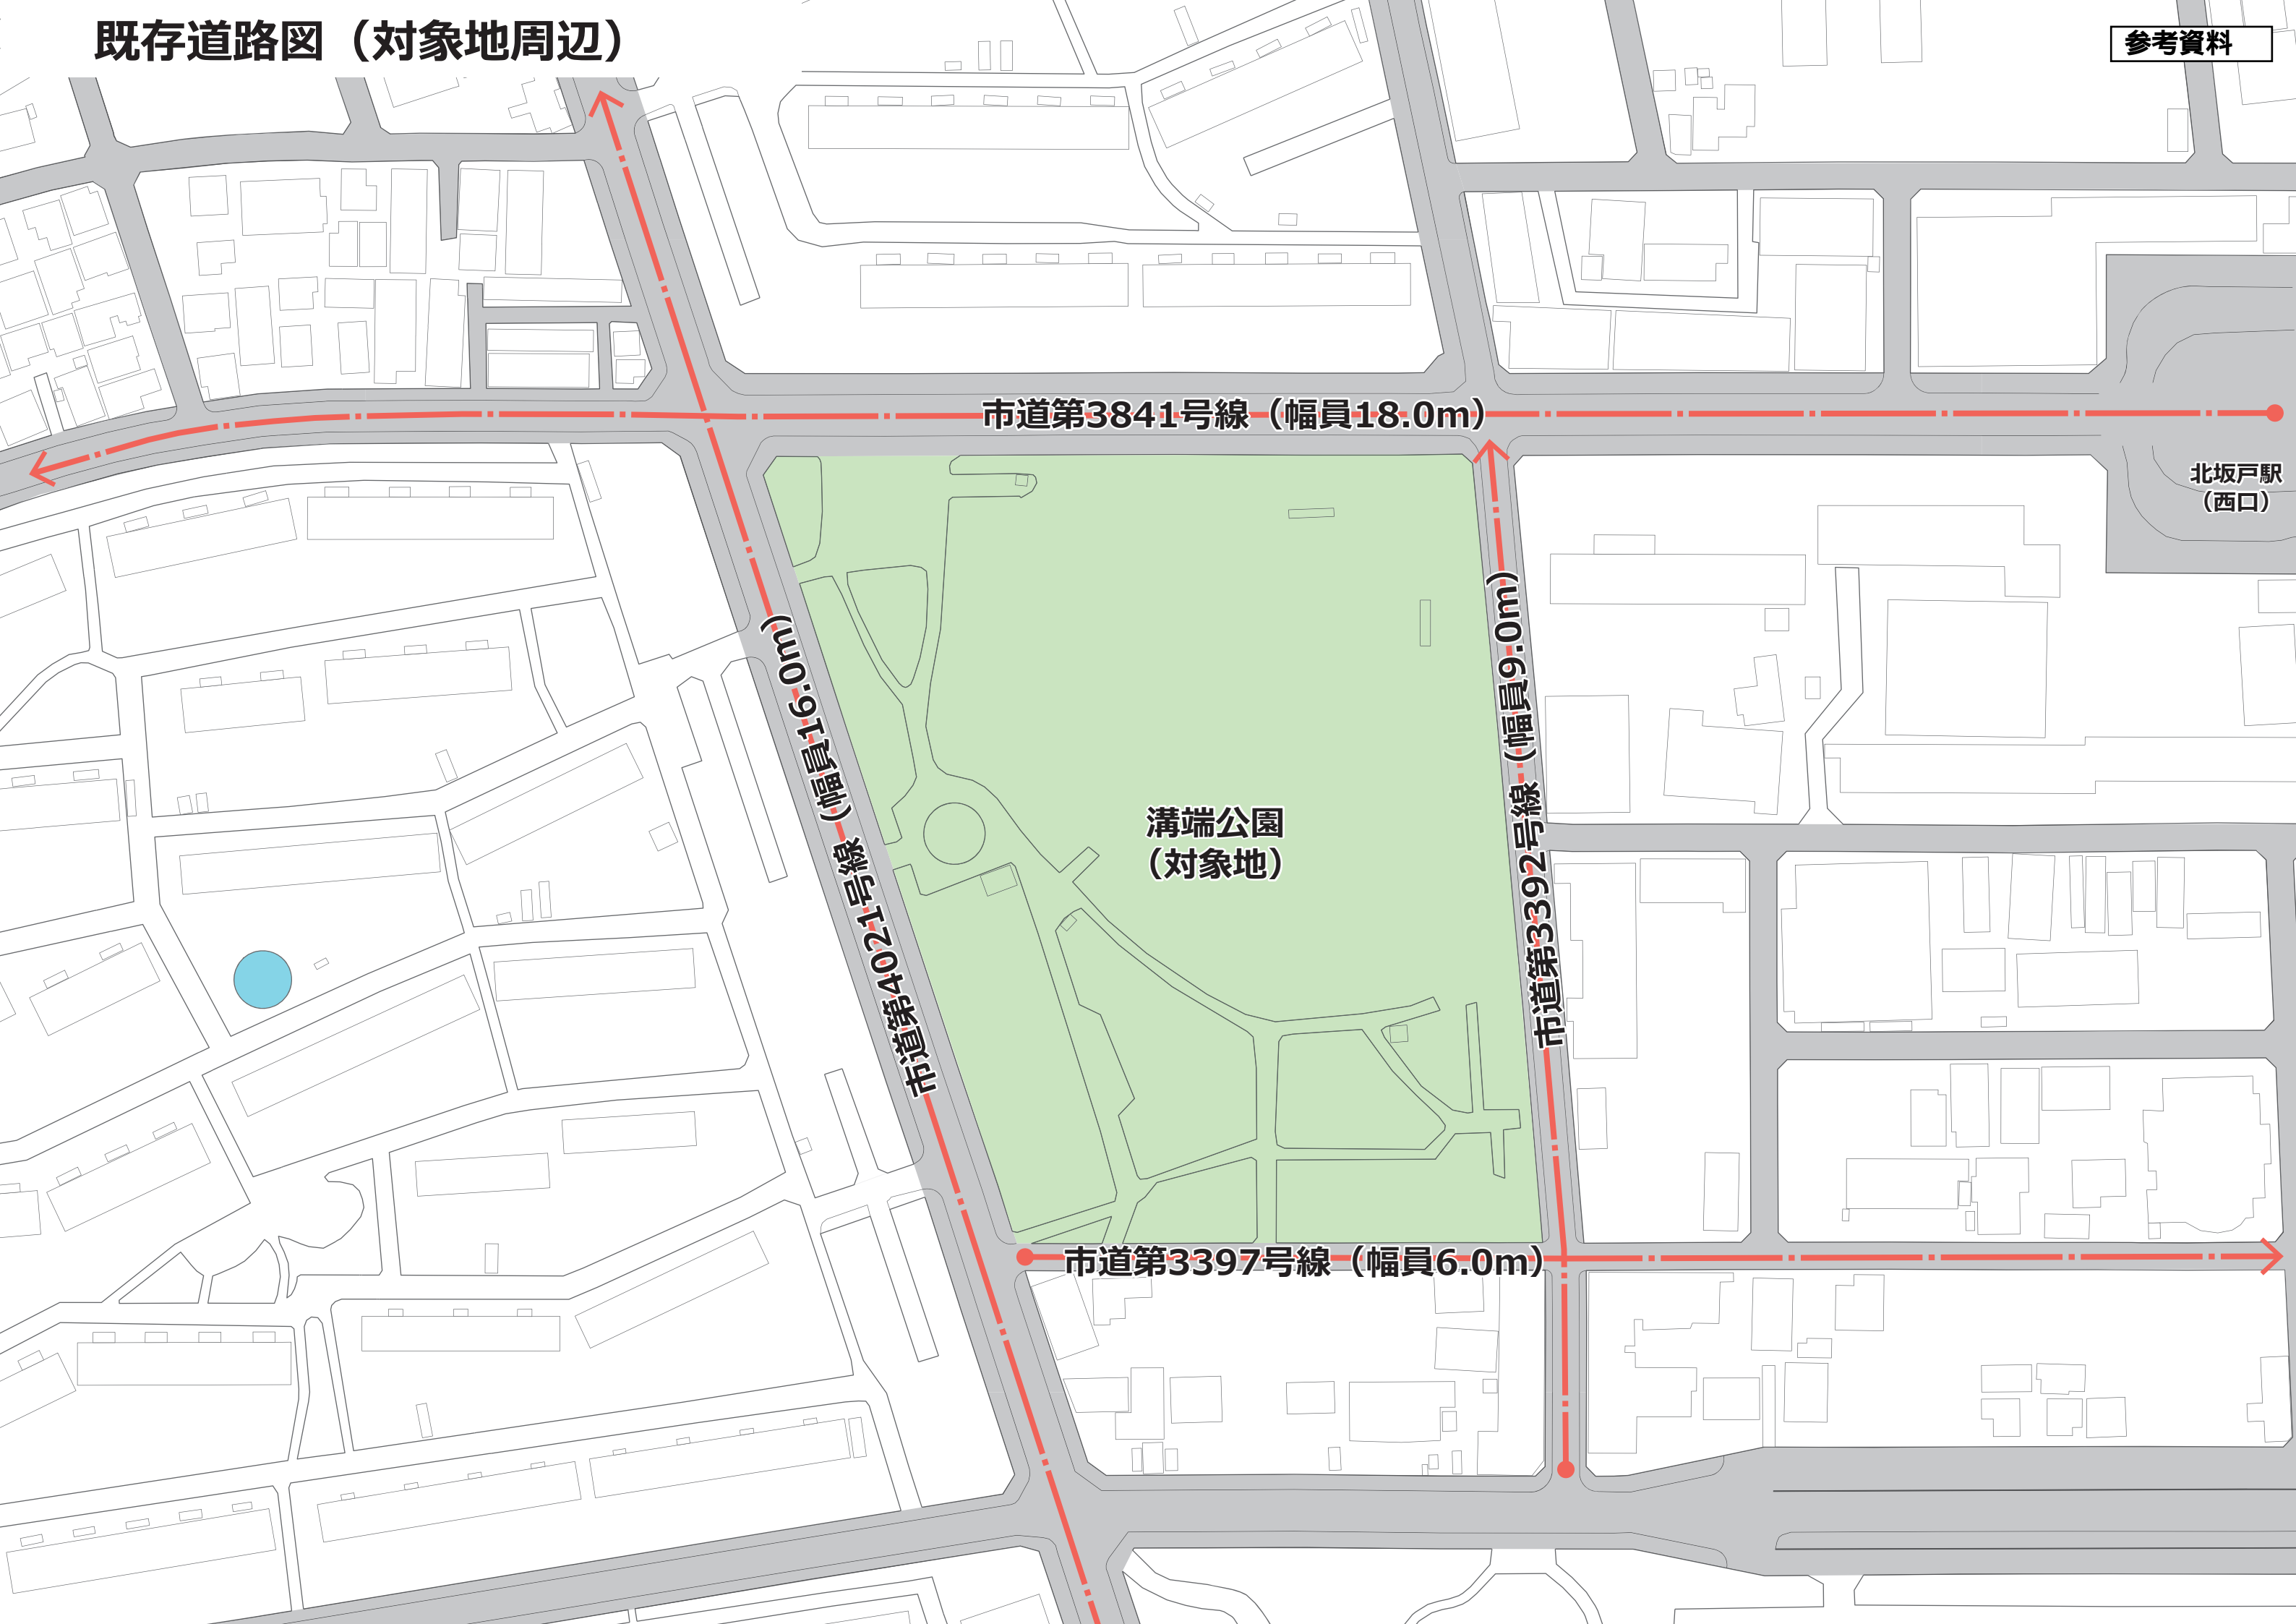 既存道路図（対象地周辺）
参考資料
市道第3841号線（幅員18.0m）
北坂戸駅
（西口）
市道第4021号線（幅員16.0m）
市道第3392号線（幅員9.0m）
溝端公園
（対象地）
市道第3397号線（幅員6.0m）